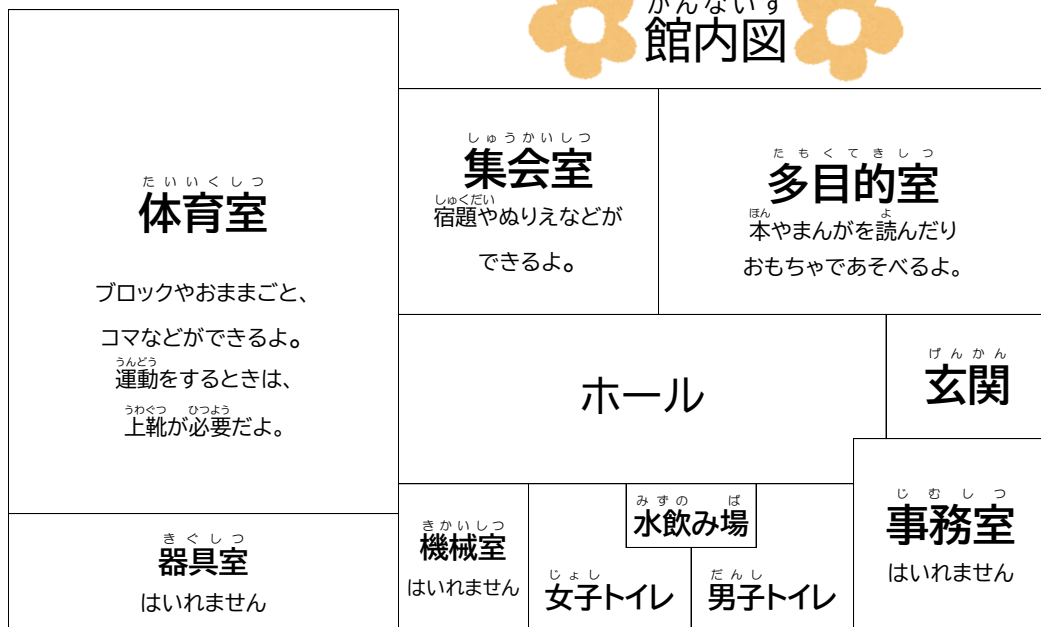 かんないず
館内図
たいいくしつ
体育室
ブロックやおままごと、
コマなどができるよ。
うんどう
運動をするときは、
うわぐつ ひつよう
上靴が必要だよ。
しゅうかいしつ
集会室
しゅくだい
宿題やぬりえなどが
できるよ。
たもくてきしつ
多目的室
ほん よ
本やまんがを読んだり
おもちゃであそべるよ。
ホール
げんかん
玄関
きぐしつ
器具室
はいれません
きかいしつ
機械室
はいれません
みずの ば
水飲み場
じょし
女子トイレ
だんし
男子トイレ
じむしつ
事務室
はいれません